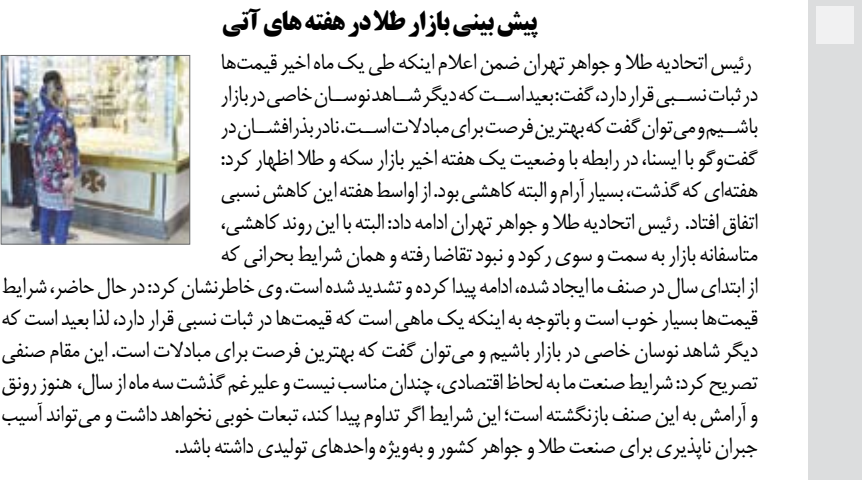 پیش بینی بازار طلا در هفته های آتی
رئیس اتحادیه طلا و جواهر تهران ضمن اعلام اینکه طی یک ماه اخیر قیمت‌ها
در ثبات نسبی قرار دارد، گفت: بعید است که دیگر شاهد نوسان خاصی در بازار
باشیم و می‌توان گفت که بهترین فرصت برای مبادلات است. نادر بذرافشان در
گفت‌وگو با ایسنا، در رابطه با وضعیت یک هفته اخیر بازار سکه و طلا اظهار کرد:
هفته‌ای که گذشت، بسیار آرام و البته کاهشی بود. از اواسط هفته این کاهش نسبی
اتفاق افتاد. رئیس اتحادیه طلا و جواهر تهران ادامه داد: البته با این روند کاهشی،
متاسفانه بازار به سمت و سوی رکود و نبود تقاضا رفته و همان شرایط بحرانی که
از ابتدای سال در صنف ما ایجاد شده، ادامه پیدا کرده و تشدید شده است. وی خاطرنشان کرد: در حال حاضر، شرایط
قیمت‌ها بسیار خوب است و باتوجه به اینکه یک ماهی است که قیمت‌ها در ثبات نسبی قرار دارد، لذا بعید است که
دیگر شاهد نوسان خاصی در بازار باشیم و می‌توان گفت که بهترین فرصت برای مبادلات است. این مقام صنفی
تصریح کرد: شرایط صنعت ما به لحاظ اقتصادی، چندان مناسب نیست و علیرغم گذشت سه ماه از سال، هنوز رونق
و آرامش به این صنف بازنگشته است؛ این شرایط اگر تداوم پیدا کند، تبعات خوبی نخواهد داشت و می‌تواند آسیب
جبران ناپذیری برای صنعت طلا و جواهر کشور و به‌ویژه واحدهای تولیدی داشته باشد.